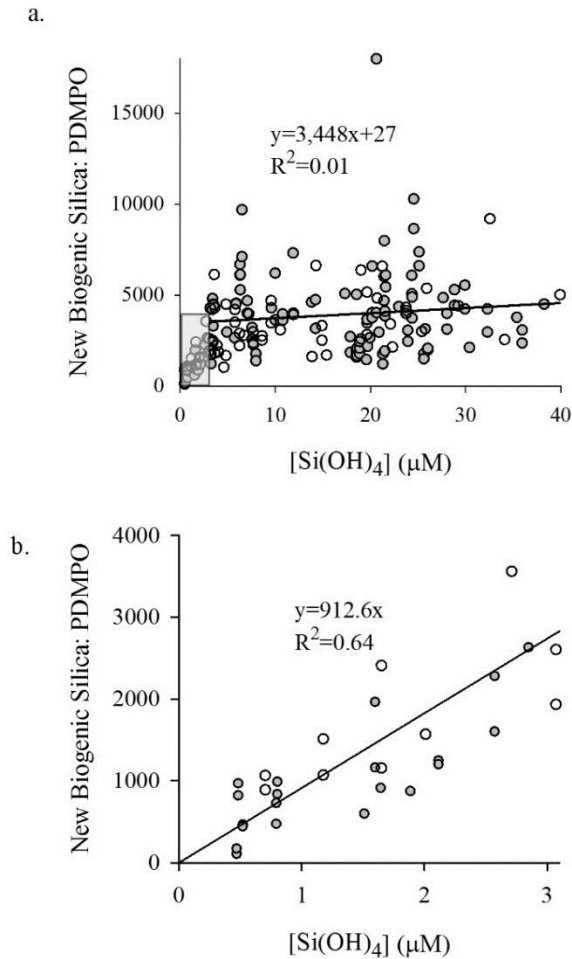 a.
New Biogenic Silica: PDMPO
15000
10000
5000
0
y=3,448x+27
R²=0.01
0 10 20 30 40
[Si(OH)₄] (μM)
b.
New Biogenic Silica: PDMPO
4000
3000
2000
1000
0
y=912.6x
R²=0.64
0 1 2 3
[Si(OH)₄] (μM)